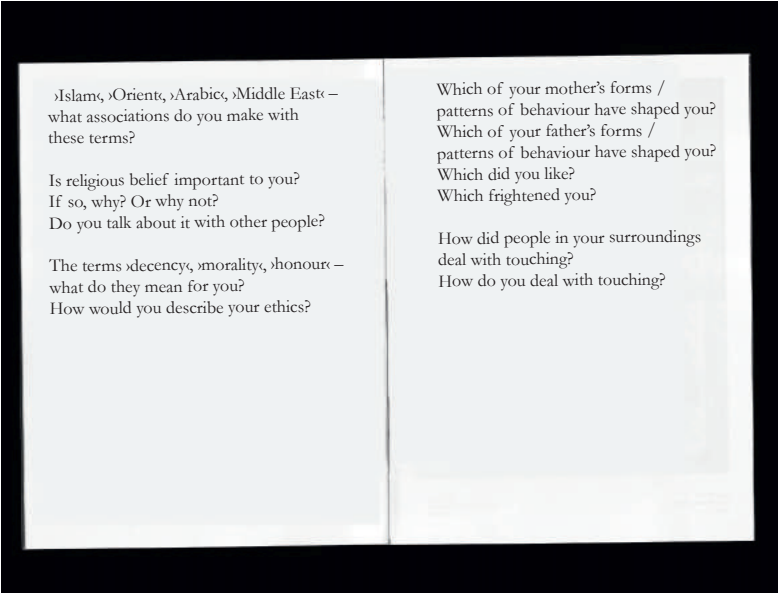 ›Islam‹, ›Orient‹, ›Arabic‹, ›Middle East‹ –
what associations do you make with
these terms?
Is religious belief important to you?
If so, why? Or why not?
Do you talk about it with other people?
The terms ›decency‹, ›morality‹, ›honour‹ –
what do they mean for you?
How would you describe your ethics?
Which of your mother’s forms /
patterns of behaviour have shaped you?
Which of your father’s forms /
patterns of behaviour have shaped you?
Which did you like?
Which frightened you?
How did people in your surroundings
deal with touching?
How do you deal with touching?